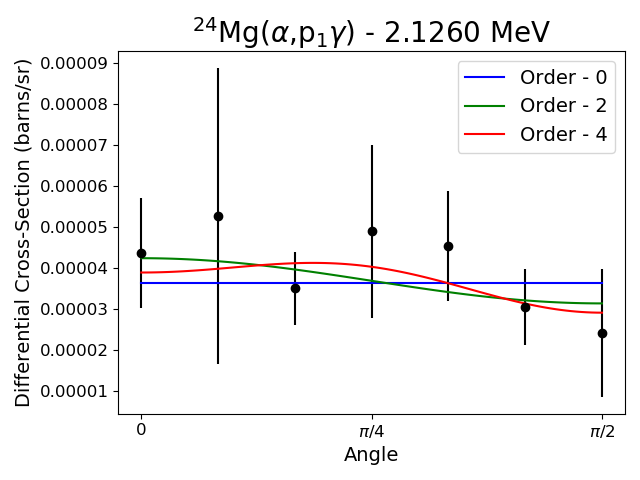 ²⁴Mg(α,p₁γ) - 2.1260 MeV
Differential Cross-Section (barns/sr)
0.00009
0.00008
0.00007
0.00006
0.00005
0.00004
0.00003
0.00002
0.00001
Order - 0
Order - 2
Order - 4
0 π/4 π/2
Angle